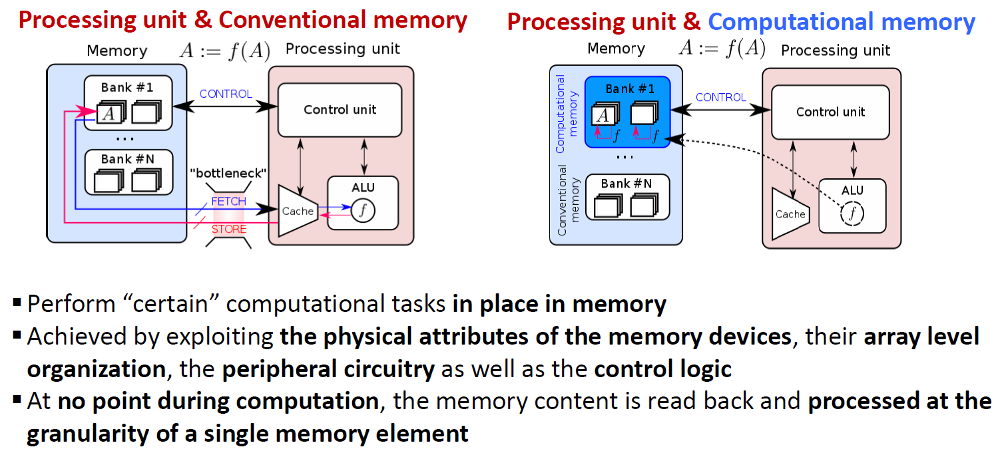 Processing unit & Conventional memory
Memory
A := f(A)
Processing unit
Bank #1
A
...
Bank #N
CONTROL
Control unit
"bottleneck"
FETCH
STORE
Cache
ALU
f
Processing unit & Computational memory
Memory
A := f(A)
Processing unit
Computational memory
Bank #1
A
f
f
...
Conventional memory
Bank #N
CONTROL
Control unit
Cache
ALU
f
▪ Perform “certain” computational tasks in place in memory
▪ Achieved by exploiting the physical attributes of the memory devices, their array level
organization, the peripheral circuitry as well as the control logic
▪ At no point during computation, the memory content is read back and processed at the
granularity of a single memory element